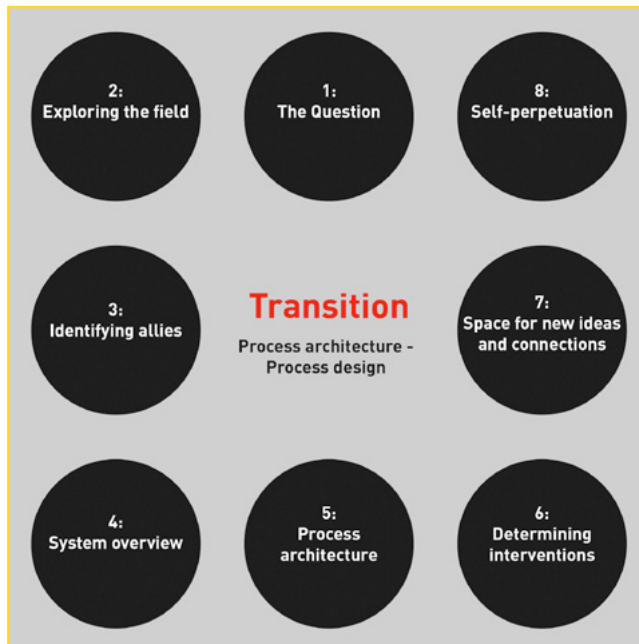 2:
Exploring the field
1:
The Question
8:
Self-perpetuation
3:
Identifying allies
Transition
Process architecture -
Process design
7:
Space for new ideas
and connections
4:
System overview
5:
Process
architecture
6:
Determining
interventions